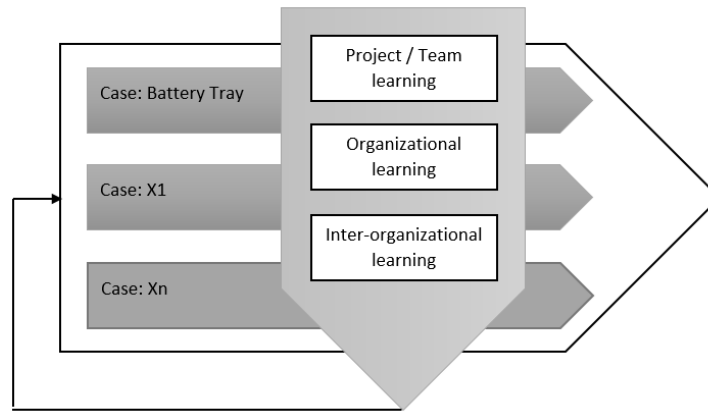 Project / Team
learning
Case: Battery Tray
Organizational
learning
Case: X1
Inter-organizational
learning
Case: Xn